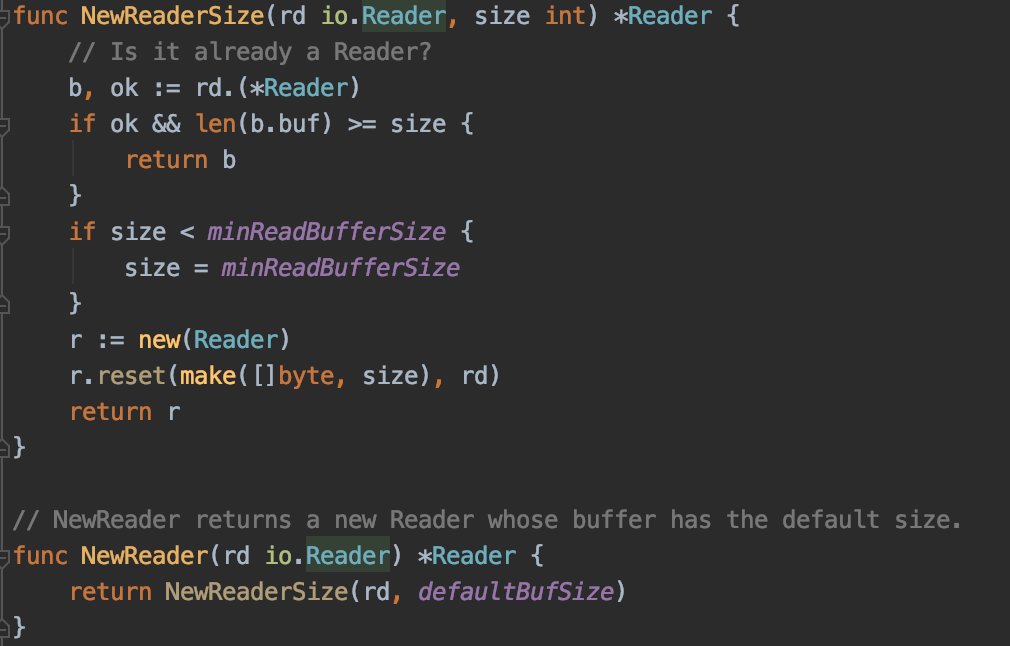 func NewReaderSize(rd io.Reader, size int) *Reader {
    // Is it already a Reader?
    b, ok := rd.(*Reader)
    if ok && len(b.buf) >= size {
        return b
    }
    if size < minReadBufferSize {
        size = minReadBufferSize
    }
    r := new(Reader)
    r.reset(make([]byte, size), rd)
    return r
}

// NewReader returns a new Reader whose buffer has the default size.
func NewReader(rd io.Reader) *Reader {
    return NewReaderSize(rd, defaultBufSize)
}